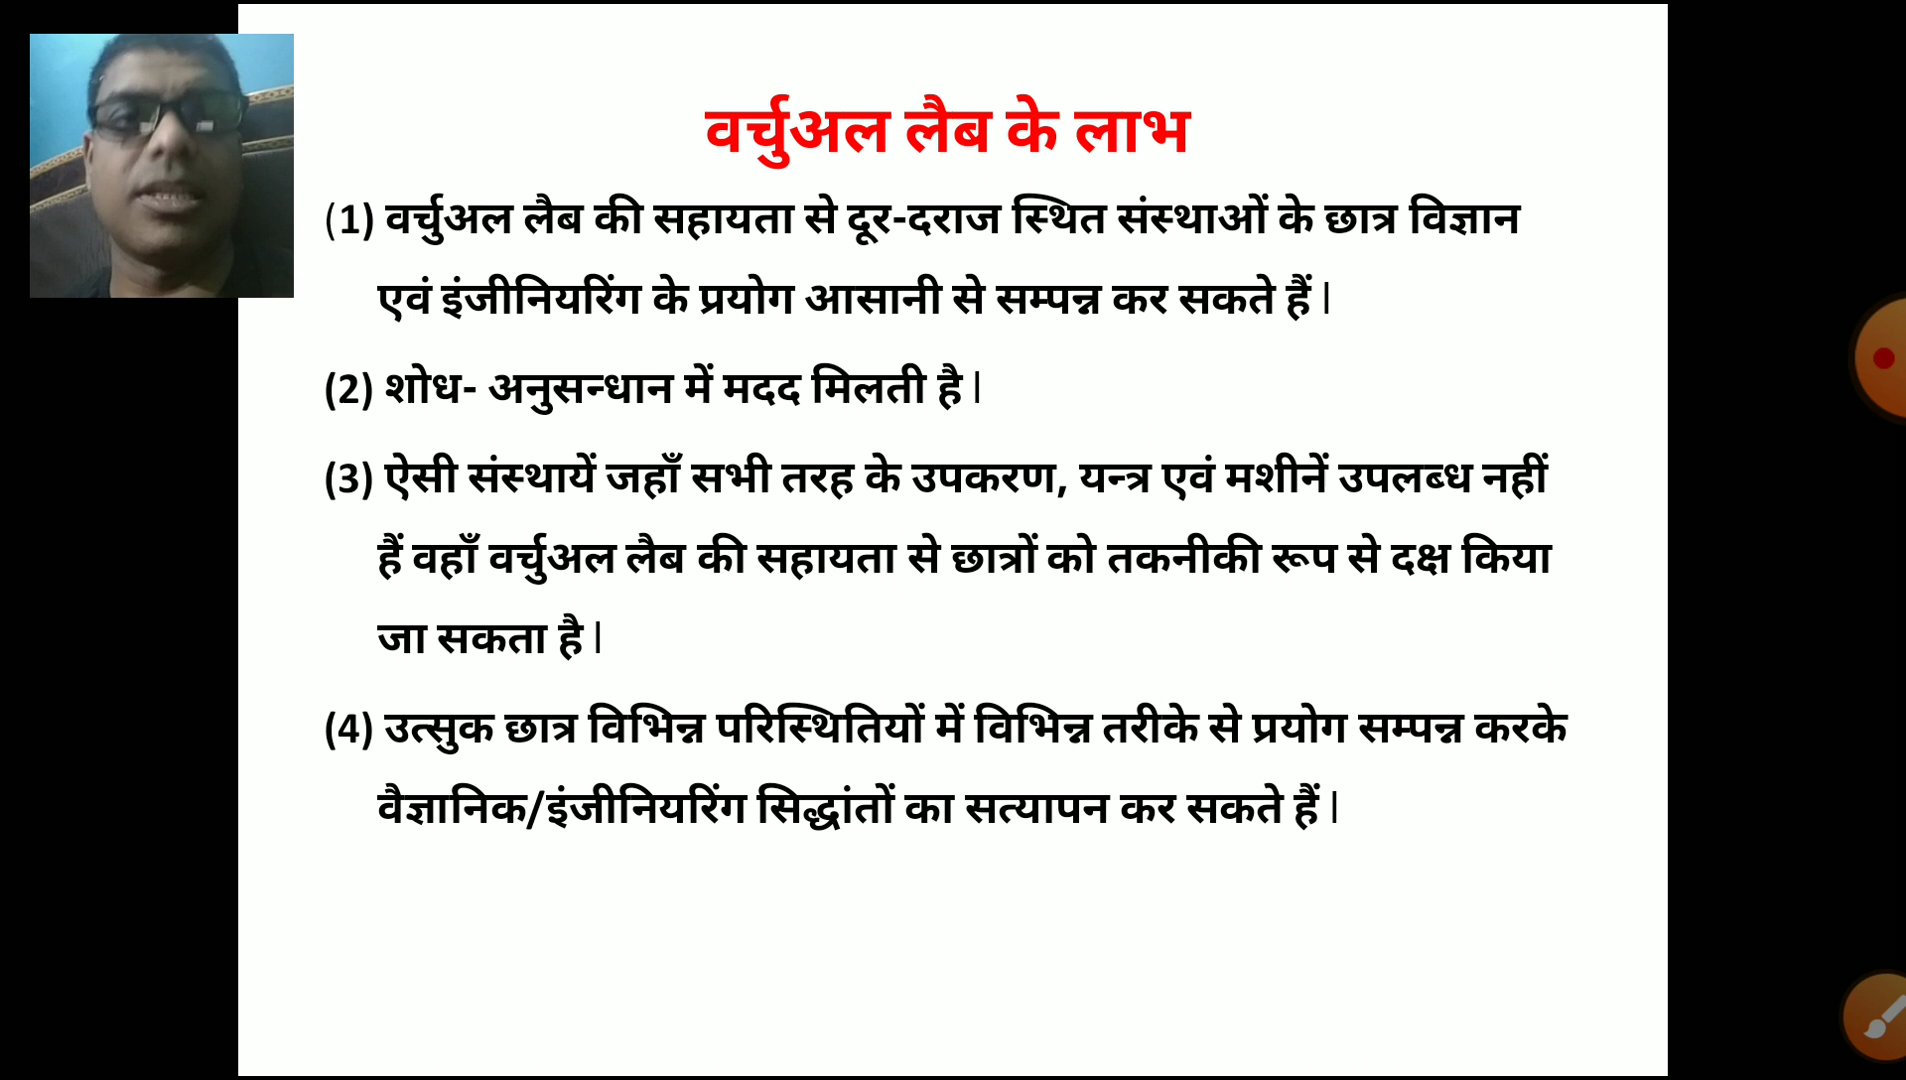 वर्चुअल लैब के लाभ
(1) वर्चुअल लैब की सहायता से दूर-दराज स्थित संस्थाओं के छात्र विज्ञान
एवं इंजीनियरिंग के प्रयोग आसानी से सम्पन्न कर सकते हैं |
(2) शोध- अनुसन्धान में मदद मिलती है |
(3) ऐसी संस्थायें जहाँ सभी तरह के उपकरण, यन्त्र एवं मशीनें उपलब्ध नहीं
हैं वहाँ वर्चुअल लैब की सहायता से छात्रों को तकनीकी रूप से दक्ष किया
जा सकता है |
(4) उत्सुक छात्र विभिन्न परिस्थितियों में विभिन्न तरीके से प्रयोग सम्पन्न करके
वैज्ञानिक/इंजीनियरिंग सिद्धांतों का सत्यापन कर सकते हैं |